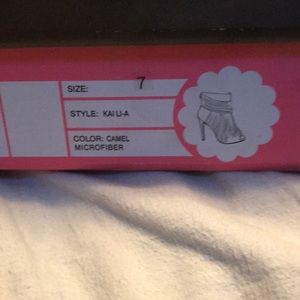 SIZE: 7
STYLE: KAI LI-A
COLOR: CAMEL
MICROFIBER